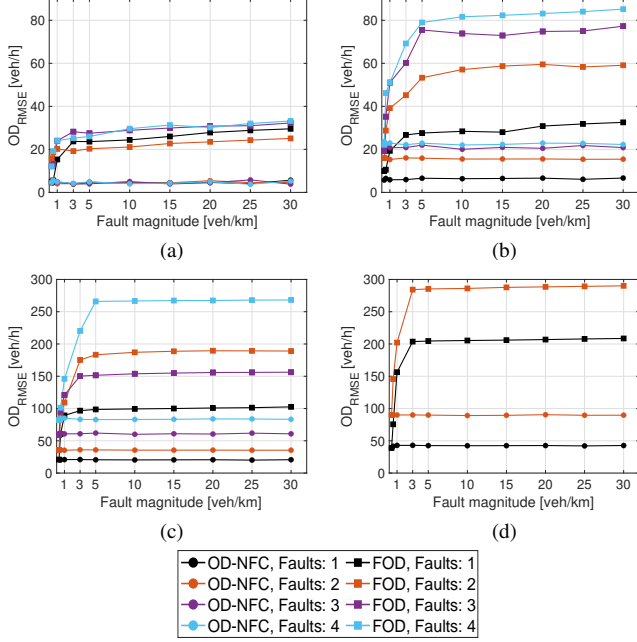 80
60
40
20
0
OD_RMSE [veh/h]
1 3 5 10 15 20 25 30
Fault magnitude [veh/km]
(a)
80
60
40
20
0
OD_RMSE [veh/h]
1 3 5 10 15 20 25 30
Fault magnitude [veh/km]
(b)
300
250
200
150
100
50
0
OD_RMSE [veh/h]
1 3 5 10 15 20 25 30
Fault magnitude [veh/km]
(c)
300
250
200
150
100
50
0
OD_RMSE [veh/h]
1 3 5 10 15 20 25 30
Fault magnitude [veh/km]
(d)
OD-NFC, Faults: 1 FOD, Faults: 1
OD-NFC, Faults: 2 FOD, Faults: 2
OD-NFC, Faults: 3 FOD, Faults: 3
OD-NFC, Faults: 4 FOD, Faults: 4